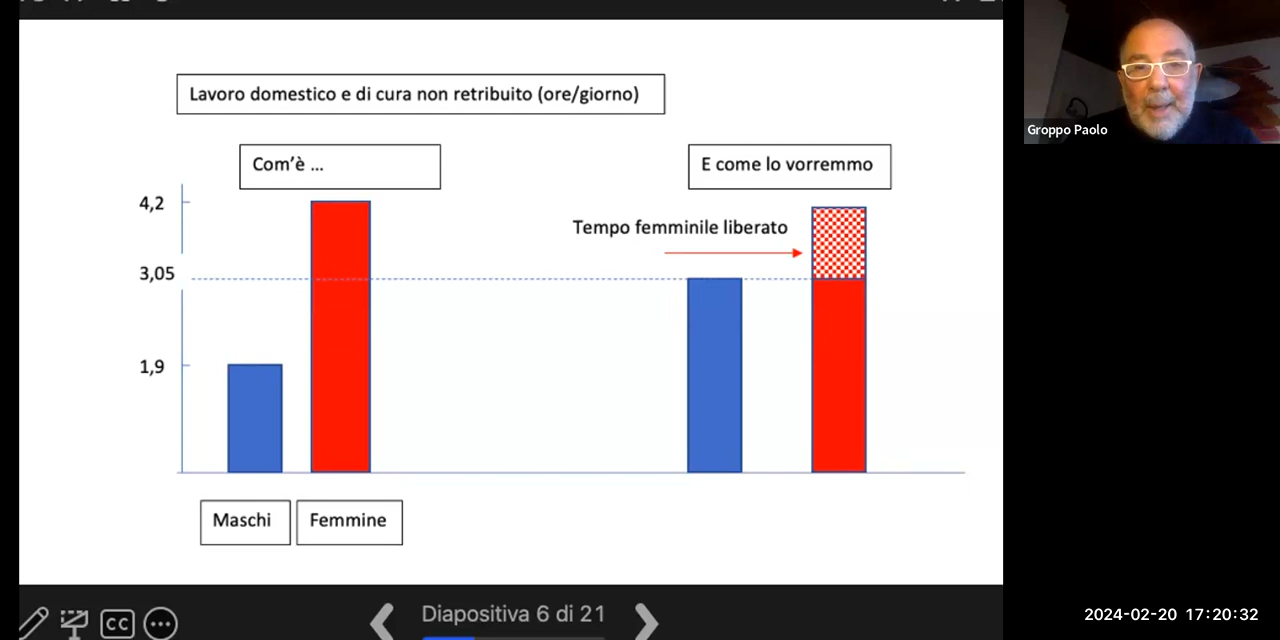 Lavoro domestico e di cura non retribuito (ore/giorno)
Com'è ...
E come lo vorremmo
4,2
Tempo femminile liberato
3,05
1,9
Maschi
Femmine
Groppo Paolo
CC
Diapositiva 6 di 21
2024-02-20 17:20:32